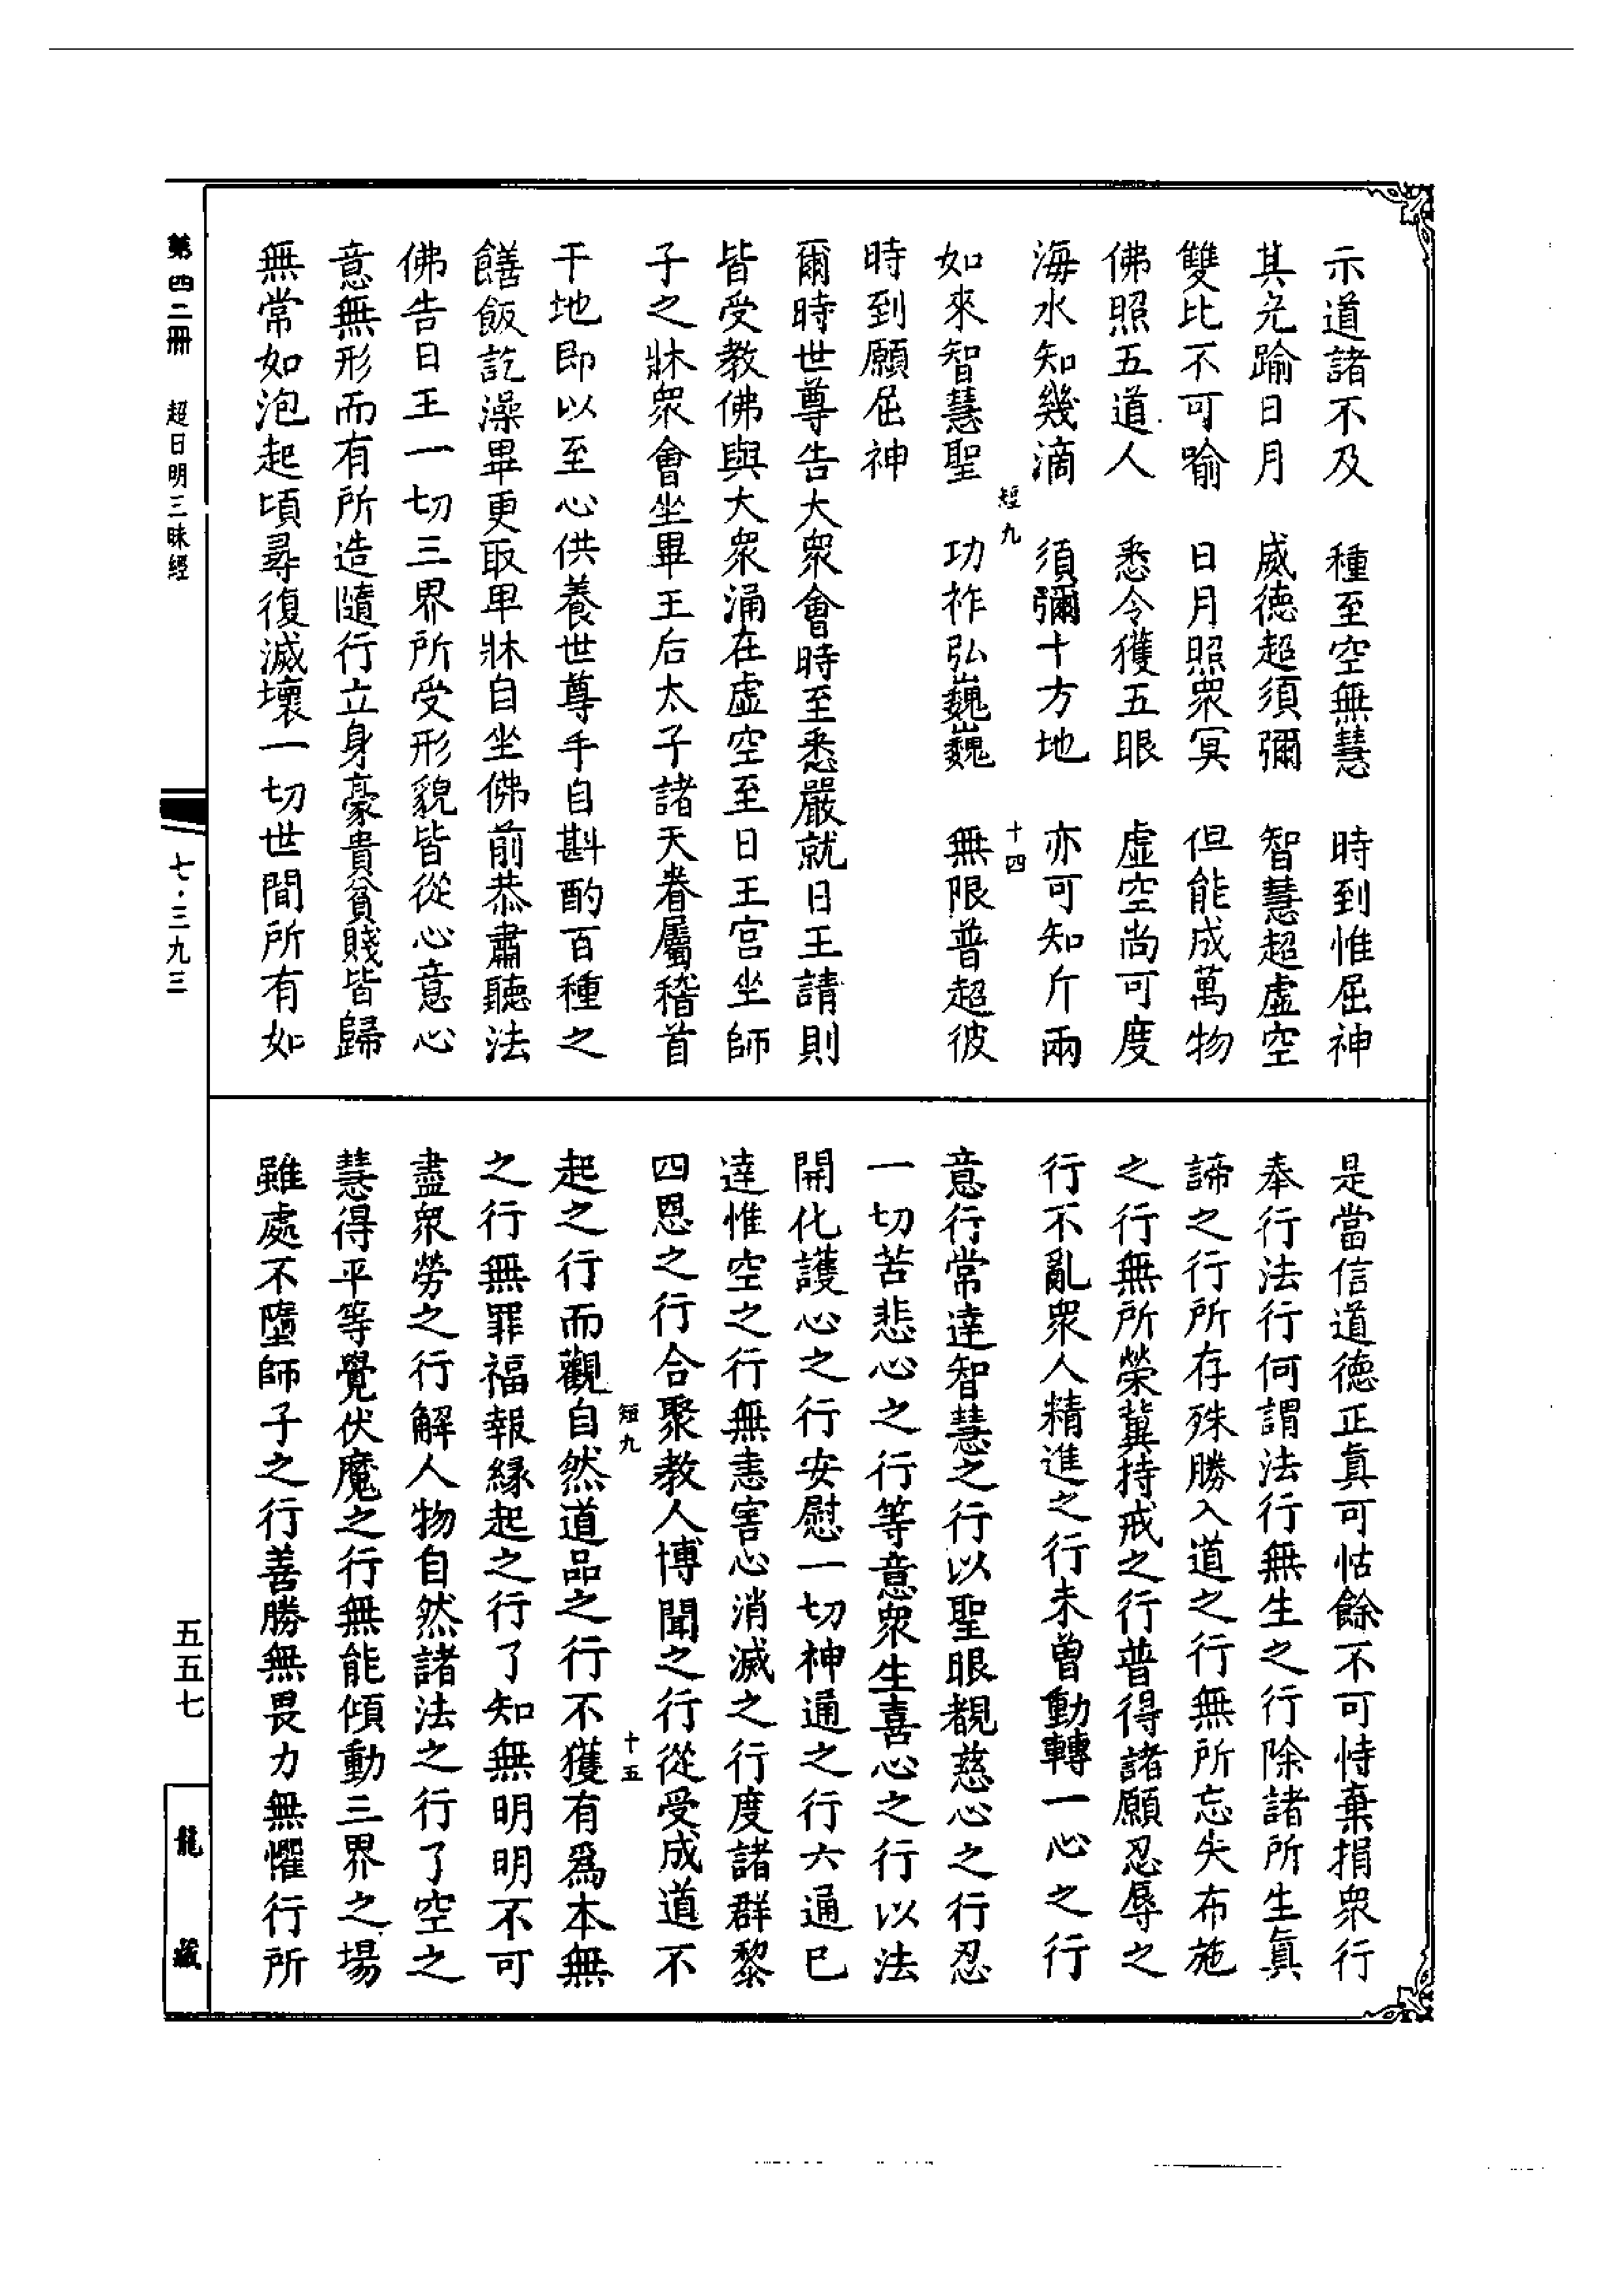 示道諸不及　種至空無慧　時到惟屈神
其光踰日月　威德超須彌　智慧超虛空
雙比不可喻　日月照眾冥　但能成萬物
佛照五道人　悉令獲五眼　虛空尚可度
海水知幾滴　須彌十方地　亦可知斤兩
短九　十四
如來智慧聖　功祚弘巍巍　無限普超彼
時到願屈神
爾時世尊告大眾會時至悉嚴就日王請則
皆受教佛與大眾涌在虛空至日王宮坐師
子之牀眾會坐畢王后太子諸天眷屬稽首
于地即以至心供養世尊手自斟酌百種之
饍飯訖澡畢更取卑牀自坐佛前恭肅聽法
佛告日王一切三界所受形貌皆從心意心
意無形而有所造隨行立身豪貴貧賤皆歸
無常如泡起頃尋復滅壞一切世間所有如
是當信道德正真可怙餘不可恃棄捐眾行
奉行法行何謂法行無生之行除諸所生真
諦之行所存殊勝入道之行無所忘失布施
之行無所榮冀持戒之行普得諸願忍辱之
行不亂眾人精進之行未曾動轉一心之行
意行常達智慧之行以聖眼覩慈心之行忍
一切苦悲心之行等意眾生喜心之行以法
開化護心之行安慰一切神通之行六通已
達惟空之行無恚害心消滅之行度諸群黎
四恩之行合聚教人博聞之行從受成道不
短九　十五
起之行而觀自然道品之行不獲有為本無
之行無罪福報緣起之行了知無明明不可
盡眾勞之行解人物自然諸法之行了空之
慧得平等覺伏魔之行無能傾動三界之場
雖處不墮師子之行善勝無畏力無懼行所
第四二冊　超日明三昧經
七・三九三
五五七
龍藏